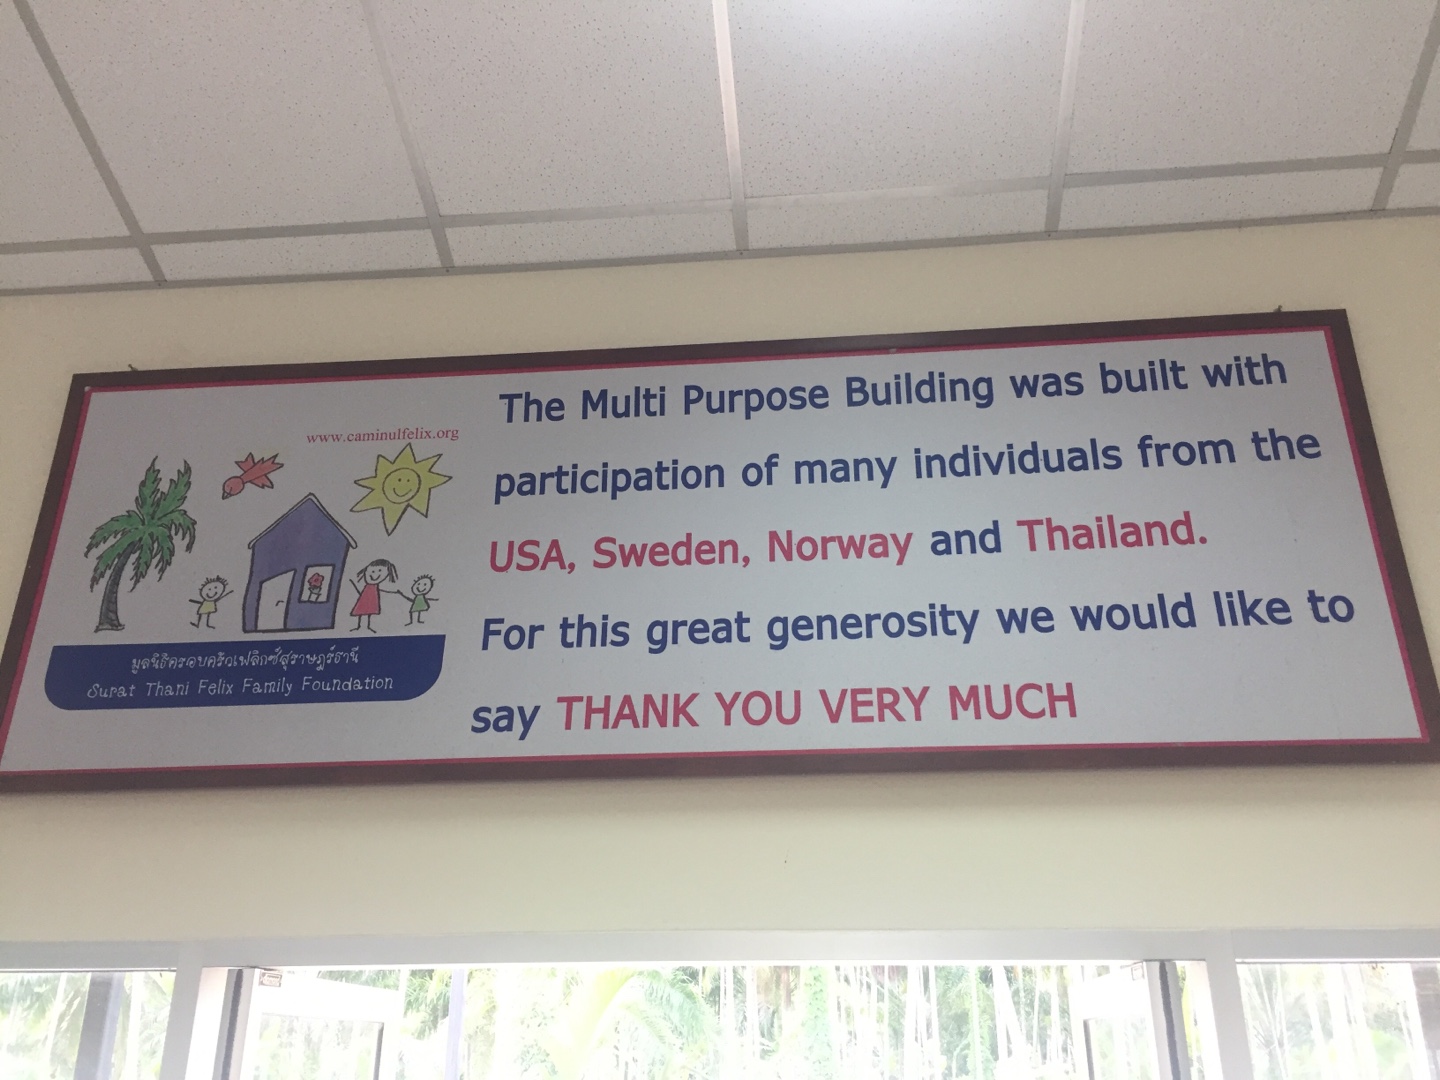 www.caminulfelix.org
มูลนิธิครอบครัวเฟลิกซ์สุราษฎร์ธานี
Surat Thani Felix Family Foundation
The Multi Purpose Building was built with
participation of many individuals from the
USA, Sweden, Norway and Thailand.
For this great generosity we would like to
say THANK YOU VERY MUCH